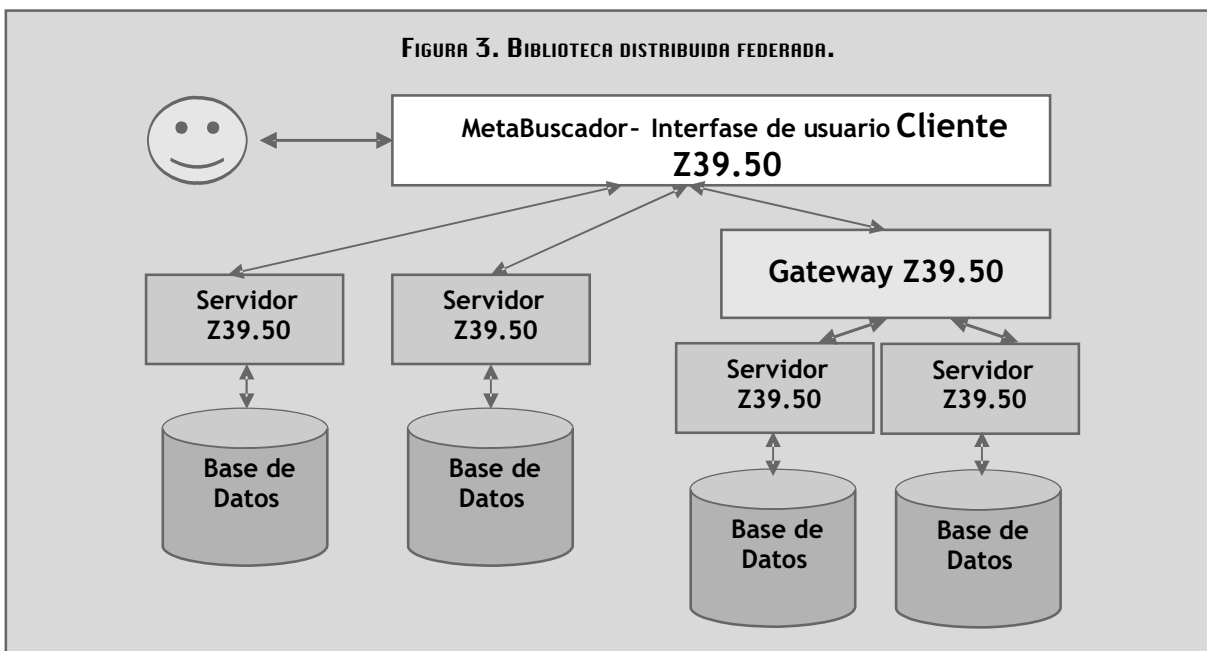 Figura 3. Biblioteca distribuida federada.
MetaBuscador- Interfase de usuario Cliente
Z39.50
Gateway Z39.50
Servidor
Z39.50
Servidor
Z39.50
Servidor
Z39.50
Servidor
Z39.50
Base de
Datos
Base de
Datos
Base de
Datos
Base de
Datos